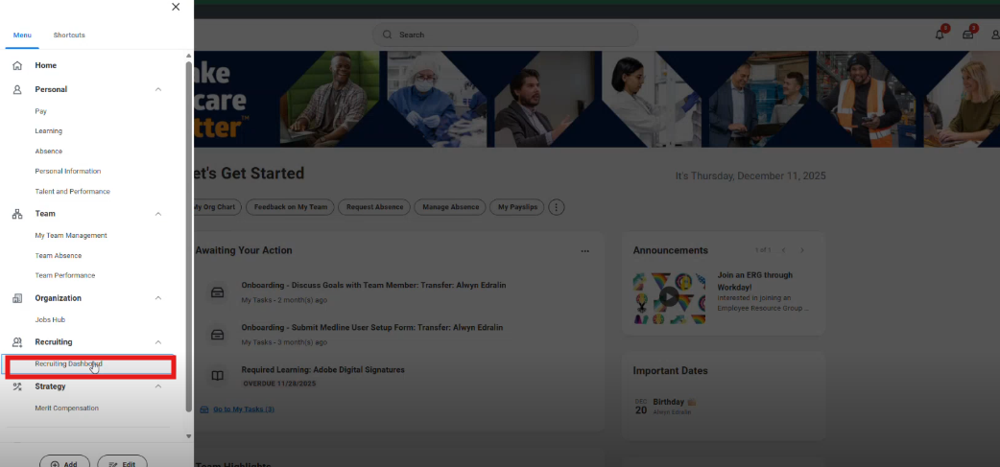 Menu
Shortcuts
Home
Personal
Pay
Learning
Absence
Personal Information
Talent and Performance
Team
My Team Management
Team Absence
Team Performance
Organization
Jobs Hub
Recruiting
Recruiting Dashboard
Strategy
Merit Compensation
Add
Edit
Search
ake
care
tter™
et's Get Started
It's Thursday, December 11, 2025
My Org Chart
Feedback on My Team
Request Absence
Manage Absence
My Payslips
Awaiting Your Action
Onboarding - Discuss Goals with Team Member: Transfer: Alwyn Edralin
My Tasks - 2 month(s) ago
Onboarding - Submit Medline User Setup Form: Transfer: Alwyn Edralin
My Tasks - 3 month(s) ago
Required Learning: Adobe Digital Signatures
OVERDUE 11/28/2025
Go to My Tasks (3)
Announcements
Join an ERG through
Workday!
Interested in joining an
Employee Resource Group ...
Important Dates
DEC
20
Birthday
Alwyn Edralin
Team Highlights